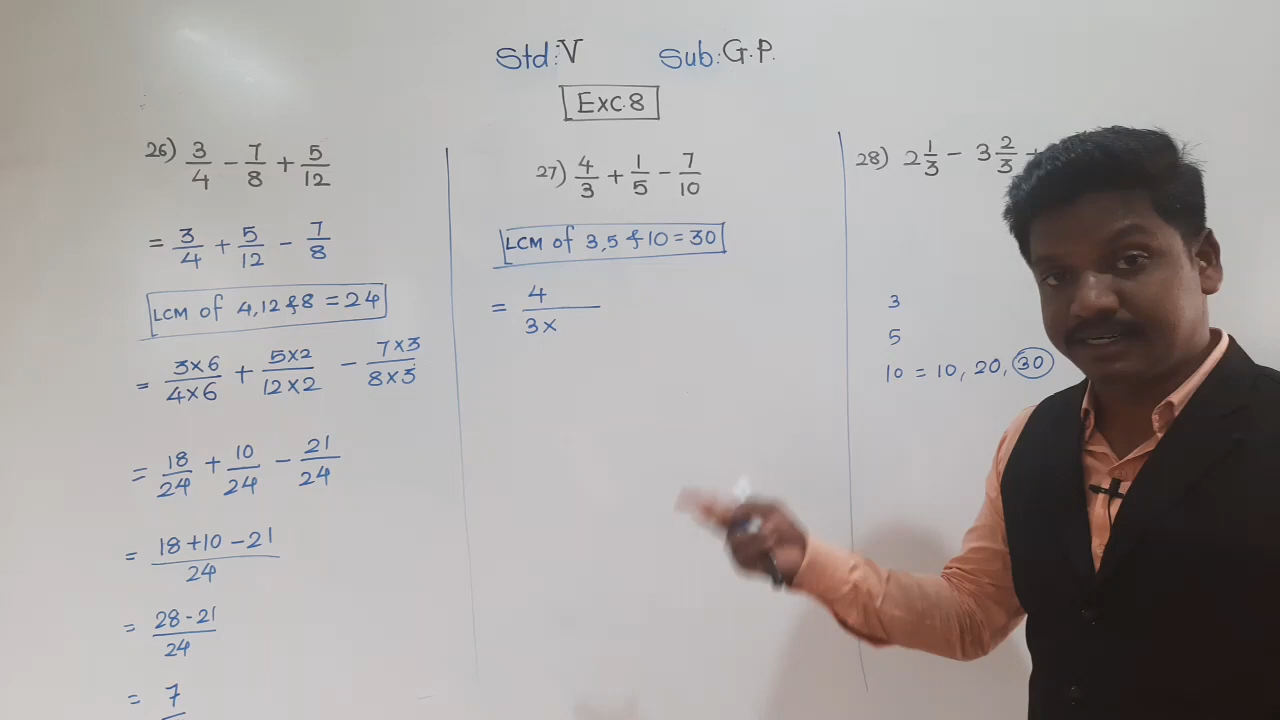 Std: V Sub: G.P.
Exc.8
26) 3/4 - 7/8 + 5/12
= 3/4 + 5/12 - 7/8
LCM of 4,12 & 8 = 24
= 3×6/4×6 + 5×2/12×2 - 7×3/8×3
= 18/24 + 10/24 - 21/24
= 18+10-21/24
= 28-21/24
= 7
27) 4/3 + 1/5 - 7/10
LCM of 3,5 & 10 = 30
= 4/3×
28) 2 1/3 - 3 2/3 +
3
5
10 = 10, 20, 30